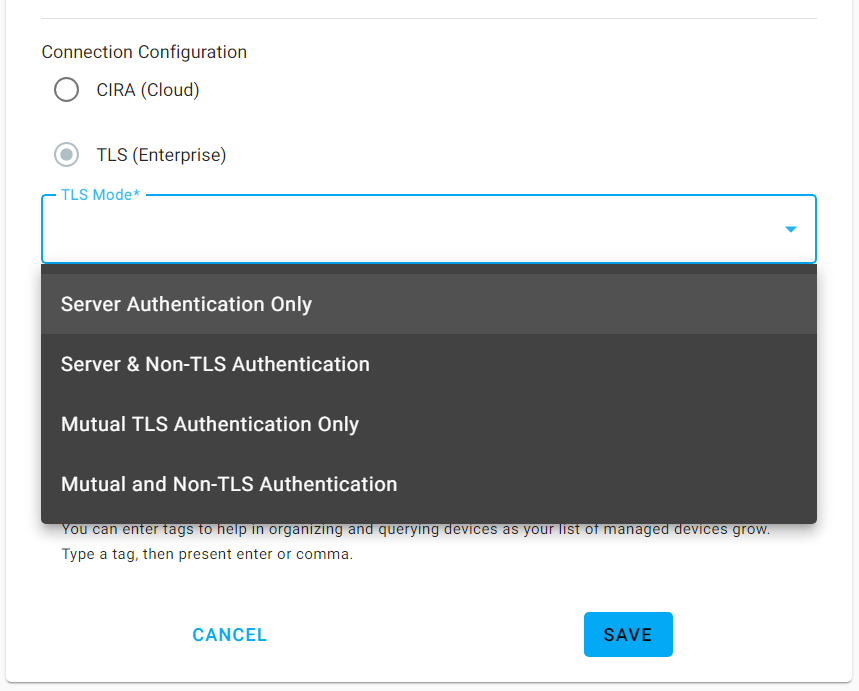 Connection Configuration
CIRA (Cloud)
TLS (Enterprise)
TLS Mode*
Server Authentication Only
Server & Non-TLS Authentication
Mutual TLS Authentication Only
Mutual and Non-TLS Authentication
You can enter tags to help in organizing and querying devices as your list of managed devices grow.
Type a tag, then present enter or comma.
CANCEL
SAVE